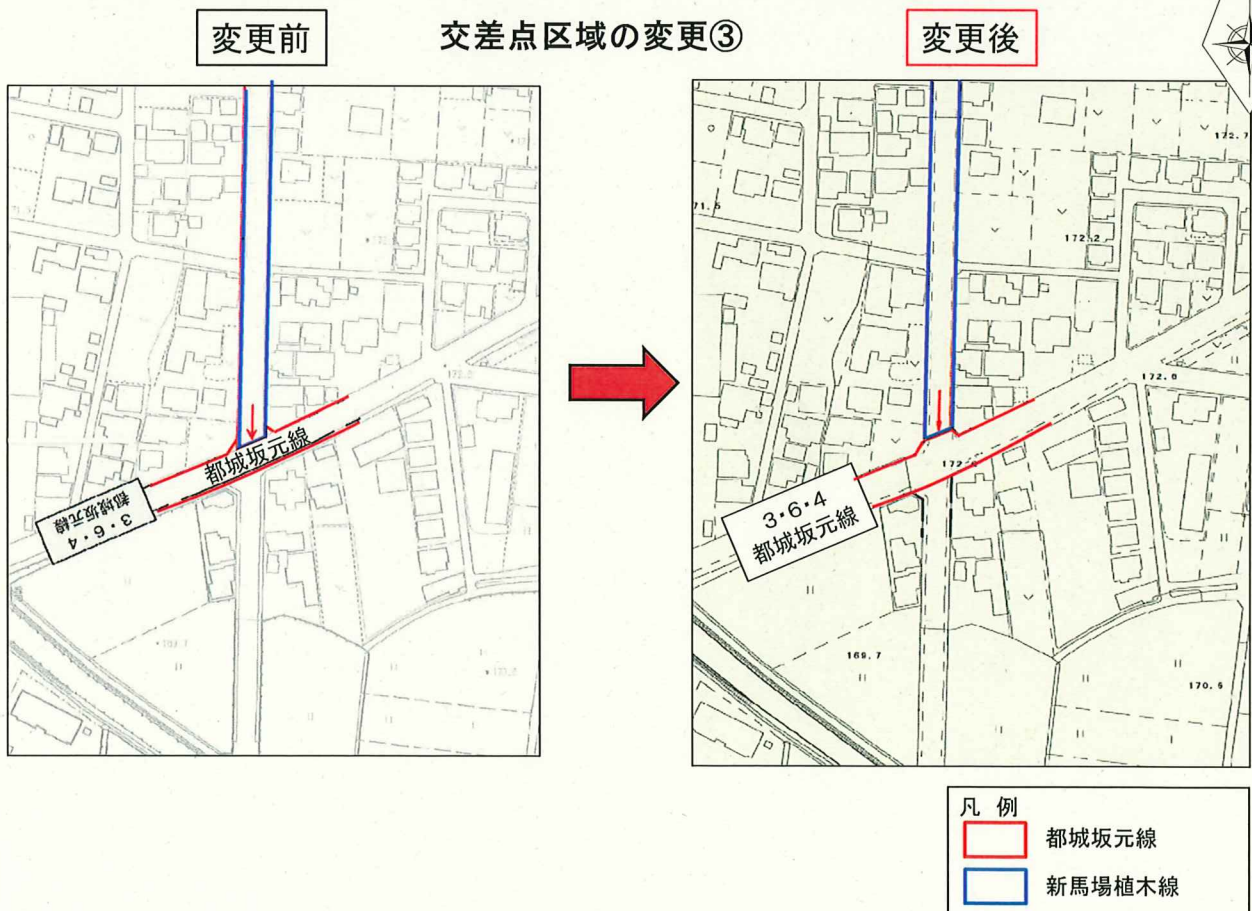 変更前
交差点区域の変更③
変更後
都城坂元線
3・6・4
都城坂元線
172.7
71.5
172.2
172.6
3・6・4
都城坂元線
169.7
170.6
凡 例
都城坂元線
新馬場植木線